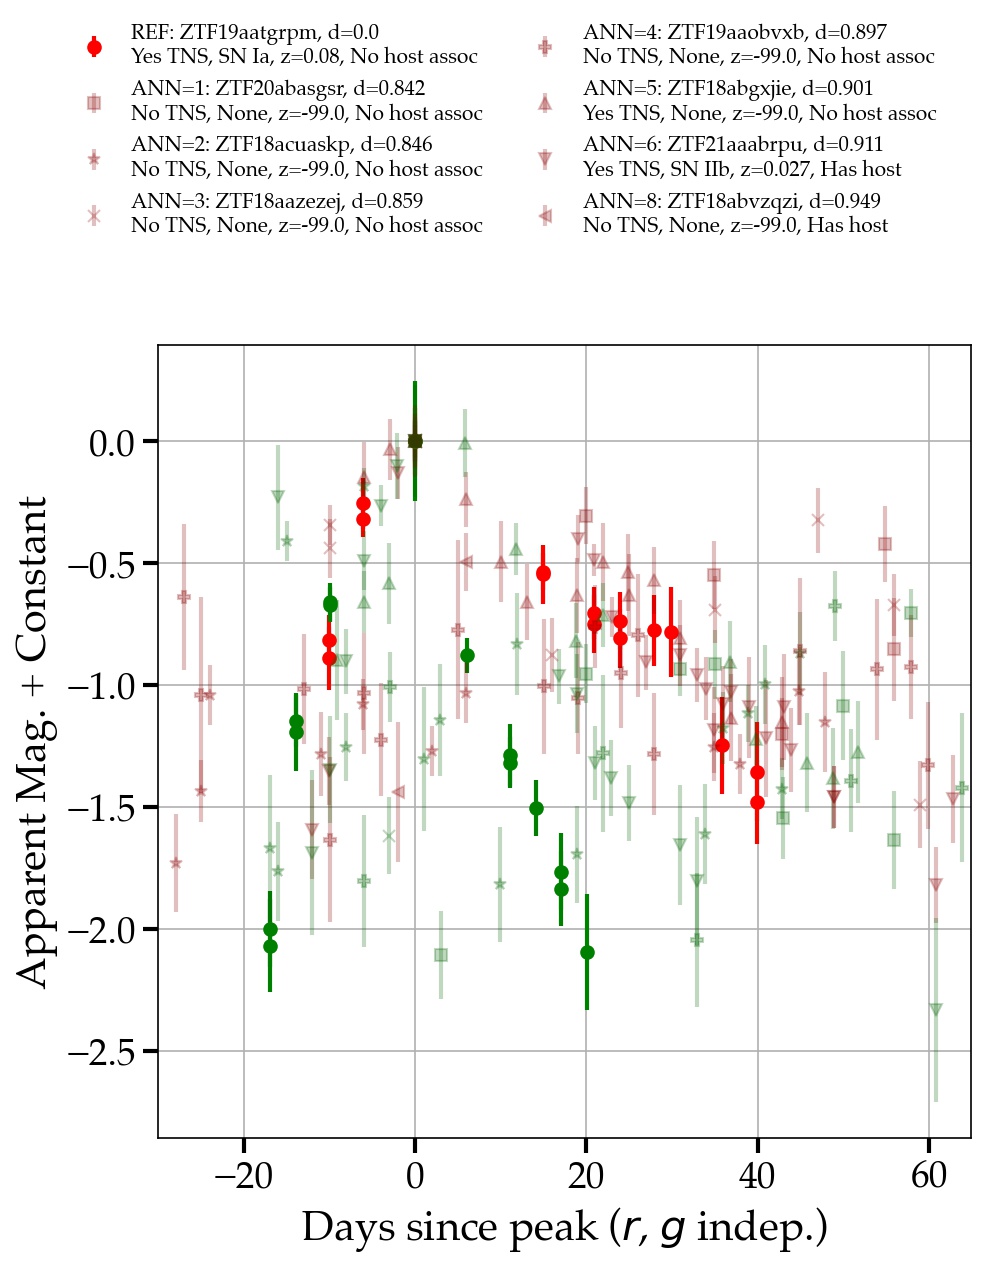 REF: ZTF19aatgrpm, d=0.0
Yes TNS, SN Ia, z=0.08, No host assoc
ANN=1: ZTF20abasgsr, d=0.842
No TNS, None, z=-99.0, No host assoc
ANN=2: ZTF18acuaskp, d=0.846
No TNS, None, z=-99.0, No host assoc
ANN=3: ZTF18aazezej, d=0.859
No TNS, None, z=-99.0, No host assoc
ANN=4: ZTF19aaobvxb, d=0.897
No TNS, None, z=-99.0, No host assoc
ANN=5: ZTF18abgxjie, d=0.901
Yes TNS, None, z=-99.0, No host assoc
ANN=6: ZTF21aaabrpu, d=0.911
Yes TNS, SN IIb, z=0.027, Has host
ANN=8: ZTF18abvzqzi, d=0.949
No TNS, None, z=-99.0, Has host
Apparent Mag. + Constant
0.0
−0.5
−1.0
−1.5
−2.0
−2.5
−20 0 20 40 60
Days since peak (r, g indep.)